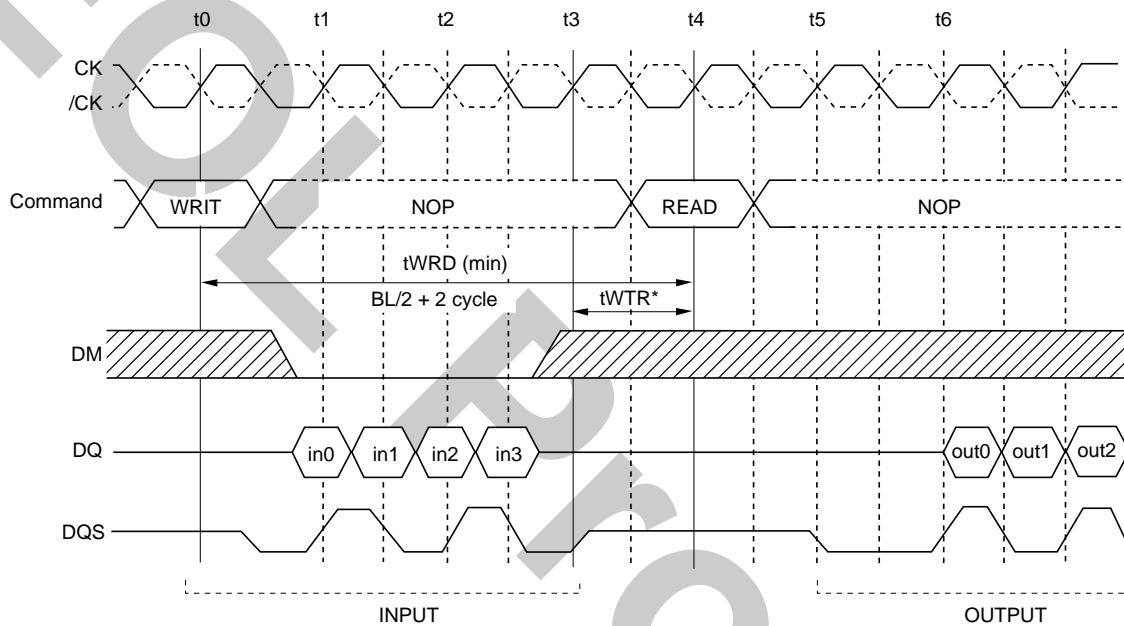 t0 t1 t2 t3 t4 t5 t6
CK
/CK
Command WRIT NOP READ NOP
tWRD (min)
BL/2 + 2 cycle tWTR*
DM
DQ in0 in1 in2 in3 out0 out1 out2
DQS
INPUT OUTPUT